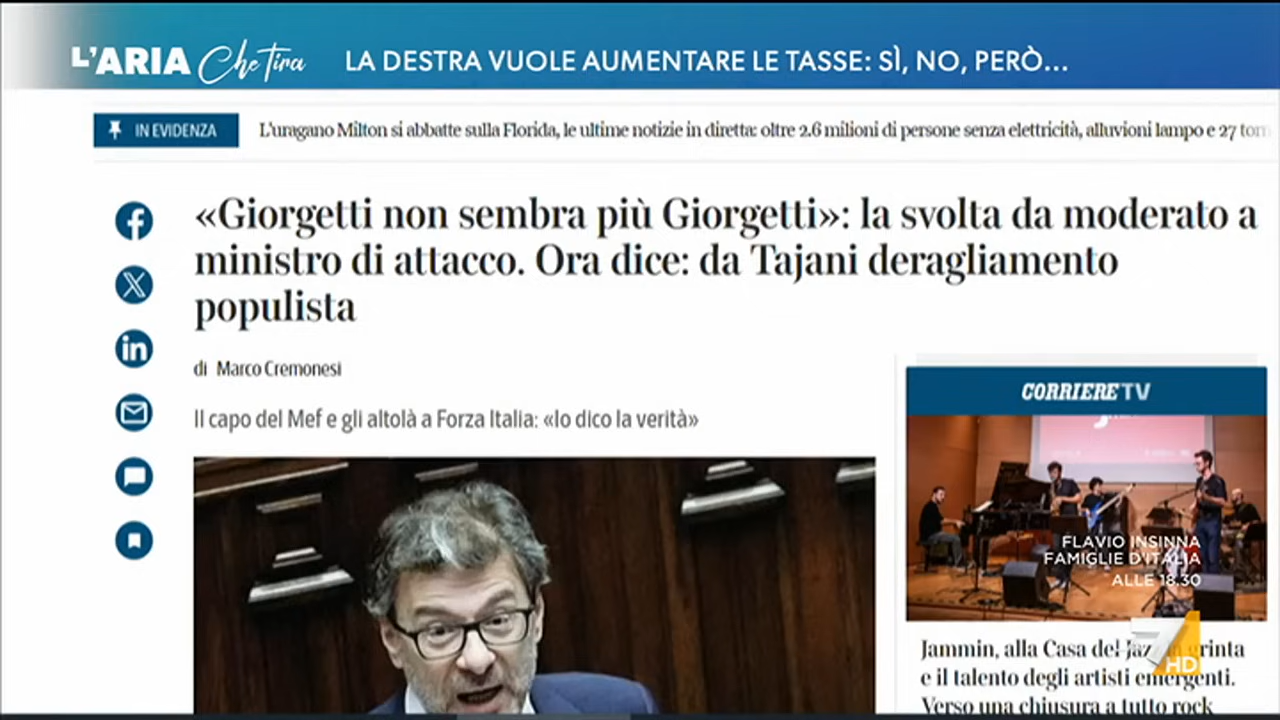 L'ARIA Che tira
LA DESTRA VUOLE AUMENTARE LE TASSE: SÌ, NO, PERÒ...
IN EVIDENZA
L'uragano Milton si abbatte sulla Florida, le ultime notizie in diretta: oltre 2.6 milioni di persone senza elettricità, alluvioni lampo e 27
«Giorgetti non sembra più Giorgetti»: la svolta da moderato a
ministro di attacco. Ora dice: da Tajani deragliamento
populista
di Marco Cremonesi
Il capo del Mef e gli altolà a Forza Italia: «Io dico la verità»
CORRIERE TV
FLAVIO INSINNA
FAMIGLIE D'ITALIA
ALLE 18.30
7 HD
Jammin, alla Casa del Jazz grinta
e il talento degli artisti emergenti.
Verso una chiusura a tutto rock